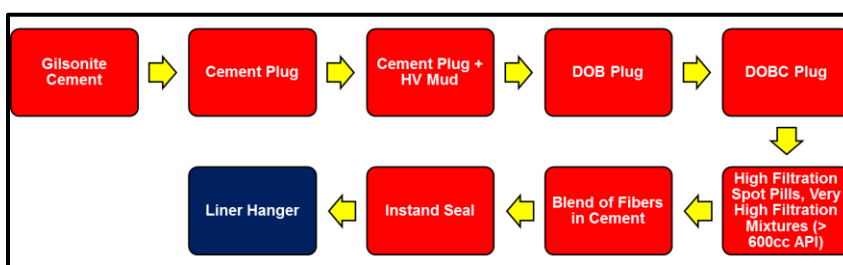 Gilsonite
Cement
Cement Plug
Cement Plug +
HV Mud
DOB Plug
DOBC Plug
High Filtration
Spot Pills, Very
High Filtration
Mixtures (>
600cc API)
Blend of Fibers
in Cement
Instand Seal
Liner Hanger